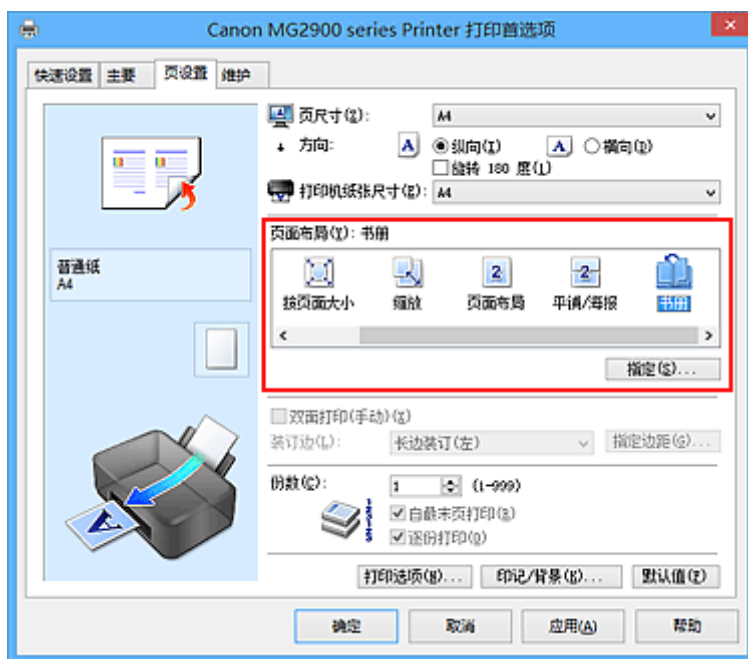 Canon MG2900 series Printer 打印首选项
快速设置 主要 页设置 维护
页尺寸(Z): A4
方向: A 纵向(I) A 横向(D)
旋转 180 度(L)
打印机纸张尺寸(E): A4
页面布局(Y): 书册
按页面大小 缩放 页面布局 平铺/海报 书册
指定(S)...
普通纸
A4
双面打印(手动)(X)
装订边(L): 长边装订(左) 指定边距(G)...
份数(C): 1 (1-999)
自最末页打印(R)
逐份打印(O)
打印选项(N)... 印记/背景(K)... 默认值(F)
确定 取消 应用(A) 帮助